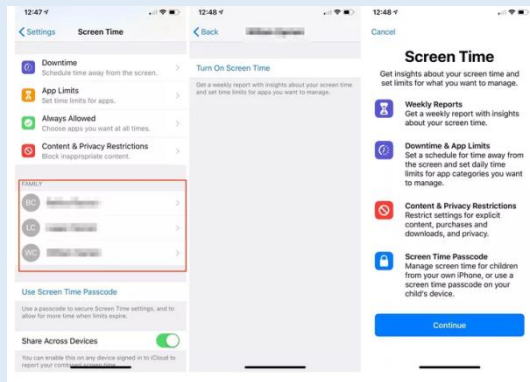 12:47
Settings
Screen Time
Downtime
Schedule time away from the screen.
App Limits
Set time limits for apps.
Always Allowed
Choose apps you want at all times.
Content & Privacy Restrictions
Block inappropriate content.
FAMILY
BC
LC
WC
Use Screen Time Passcode
Use a passcode to secure Screen Time settings, and to
allow for more time when limits expire.
Share Across Devices
You can enable this on any device signed in to iCloud to
report your combined screen time.
12:48
Back
Turn On Screen Time
Get a weekly report with insights about your screen time
and set time limits for apps you want to manage.
12:48
Cancel
Screen Time
Get insights about your screen time and
set limits for what you want to manage.
Weekly Reports
Get a weekly report with insights
about your screen time.
Downtime & App Limits
Set a schedule for time away from
the screen and set daily time
limits for app categories you want
to manage.
Content & Privacy Restrictions
Restrict settings for explicit
content, purchases and
downloads, and privacy.
Screen Time Passcode
Manage screen time for children
from your own iPhone, or use a
screen time passcode on your
child's device.
Continue